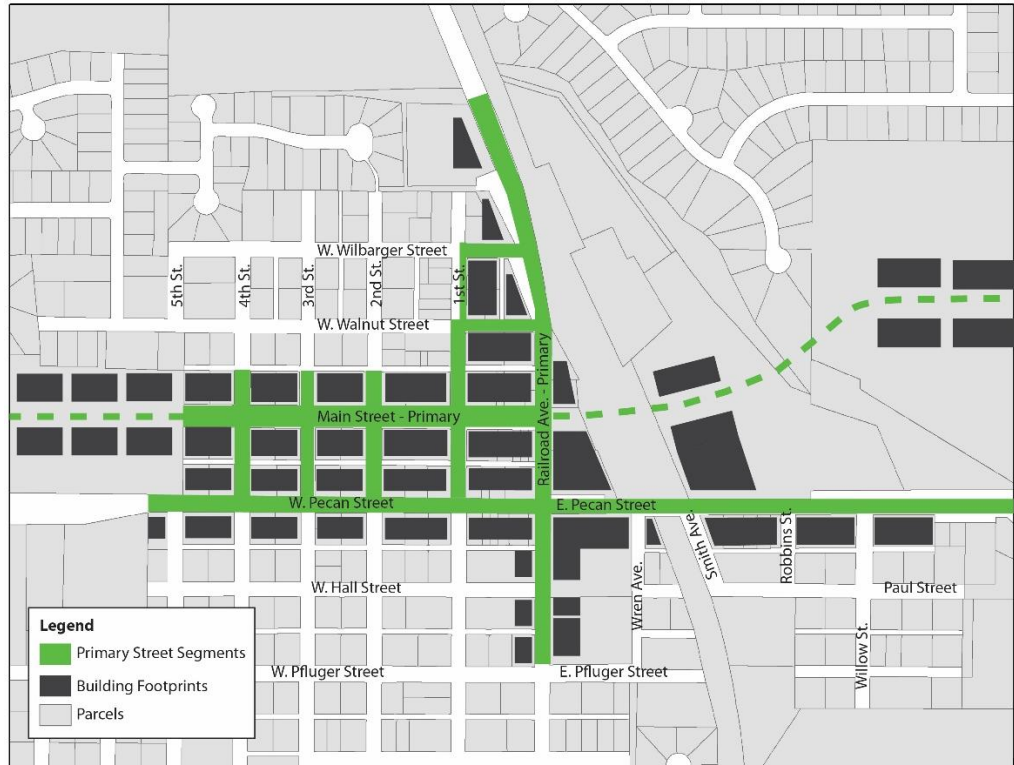 W. Wilbarger Street
5th St.
4th St.
3rd St.
2nd St.
1st St.
W. Walnut Street
Railroad Ave. - Primary
Main Street - Primary
W. Pecan Street
E. Pecan Street
Smith Ave.
Robbins St.
Wren Ave.
W. Hall Street
Paul Street
Willow St.
W. Pfluger Street
E. Pfluger Street
Legend
Primary Street Segments
Building Footprints
Parcels